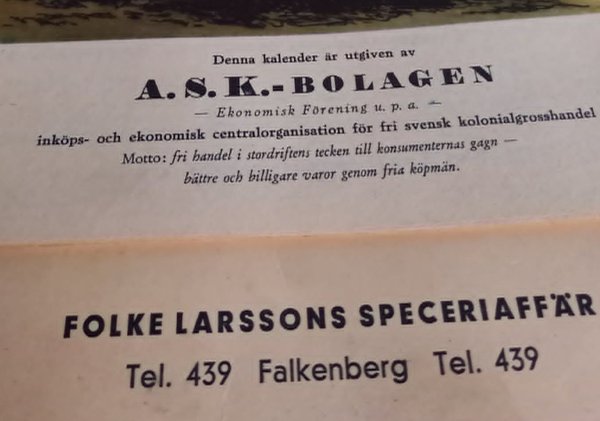 Denna kalender är utgiven av
A.S.K.-BOLAGEN
— Ekonomisk Förening u. p. a. —
inköps- och ekonomisk centralorganisation för fri svensk kolonialgrosshandel
Motto: fri handel i stordriftens tecken till konsumenternas gagn —
bättre och billigare varor genom fria köpmän.
FOLKE LARSSONS SPECERIAFFÄR
Tel. 439 Falkenberg Tel. 439